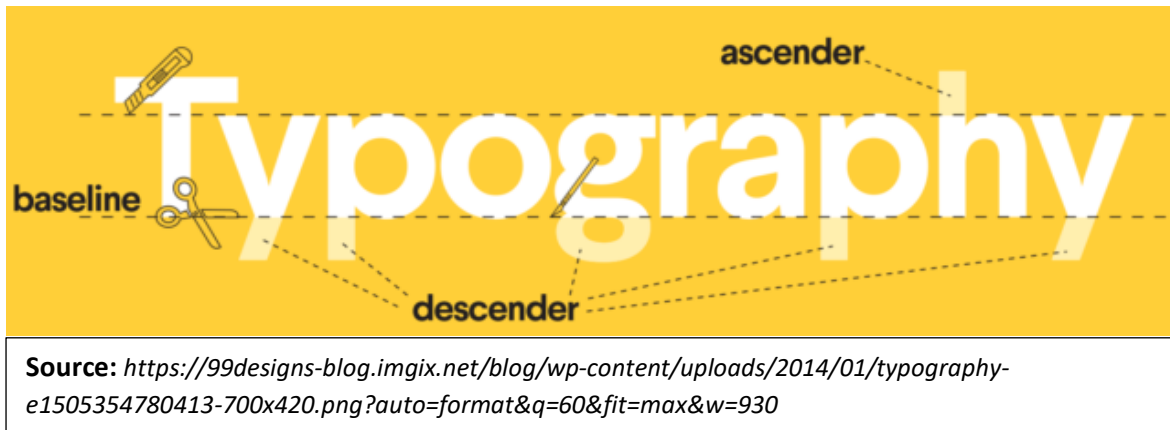 ascender
Typography
baseline
descender
Source: https://99designs-blog.imgix.net/blog/wp-content/uploads/2014/01/typography-
e1505354780413-700x420.png?auto=format&q=60&fit=max&w=930